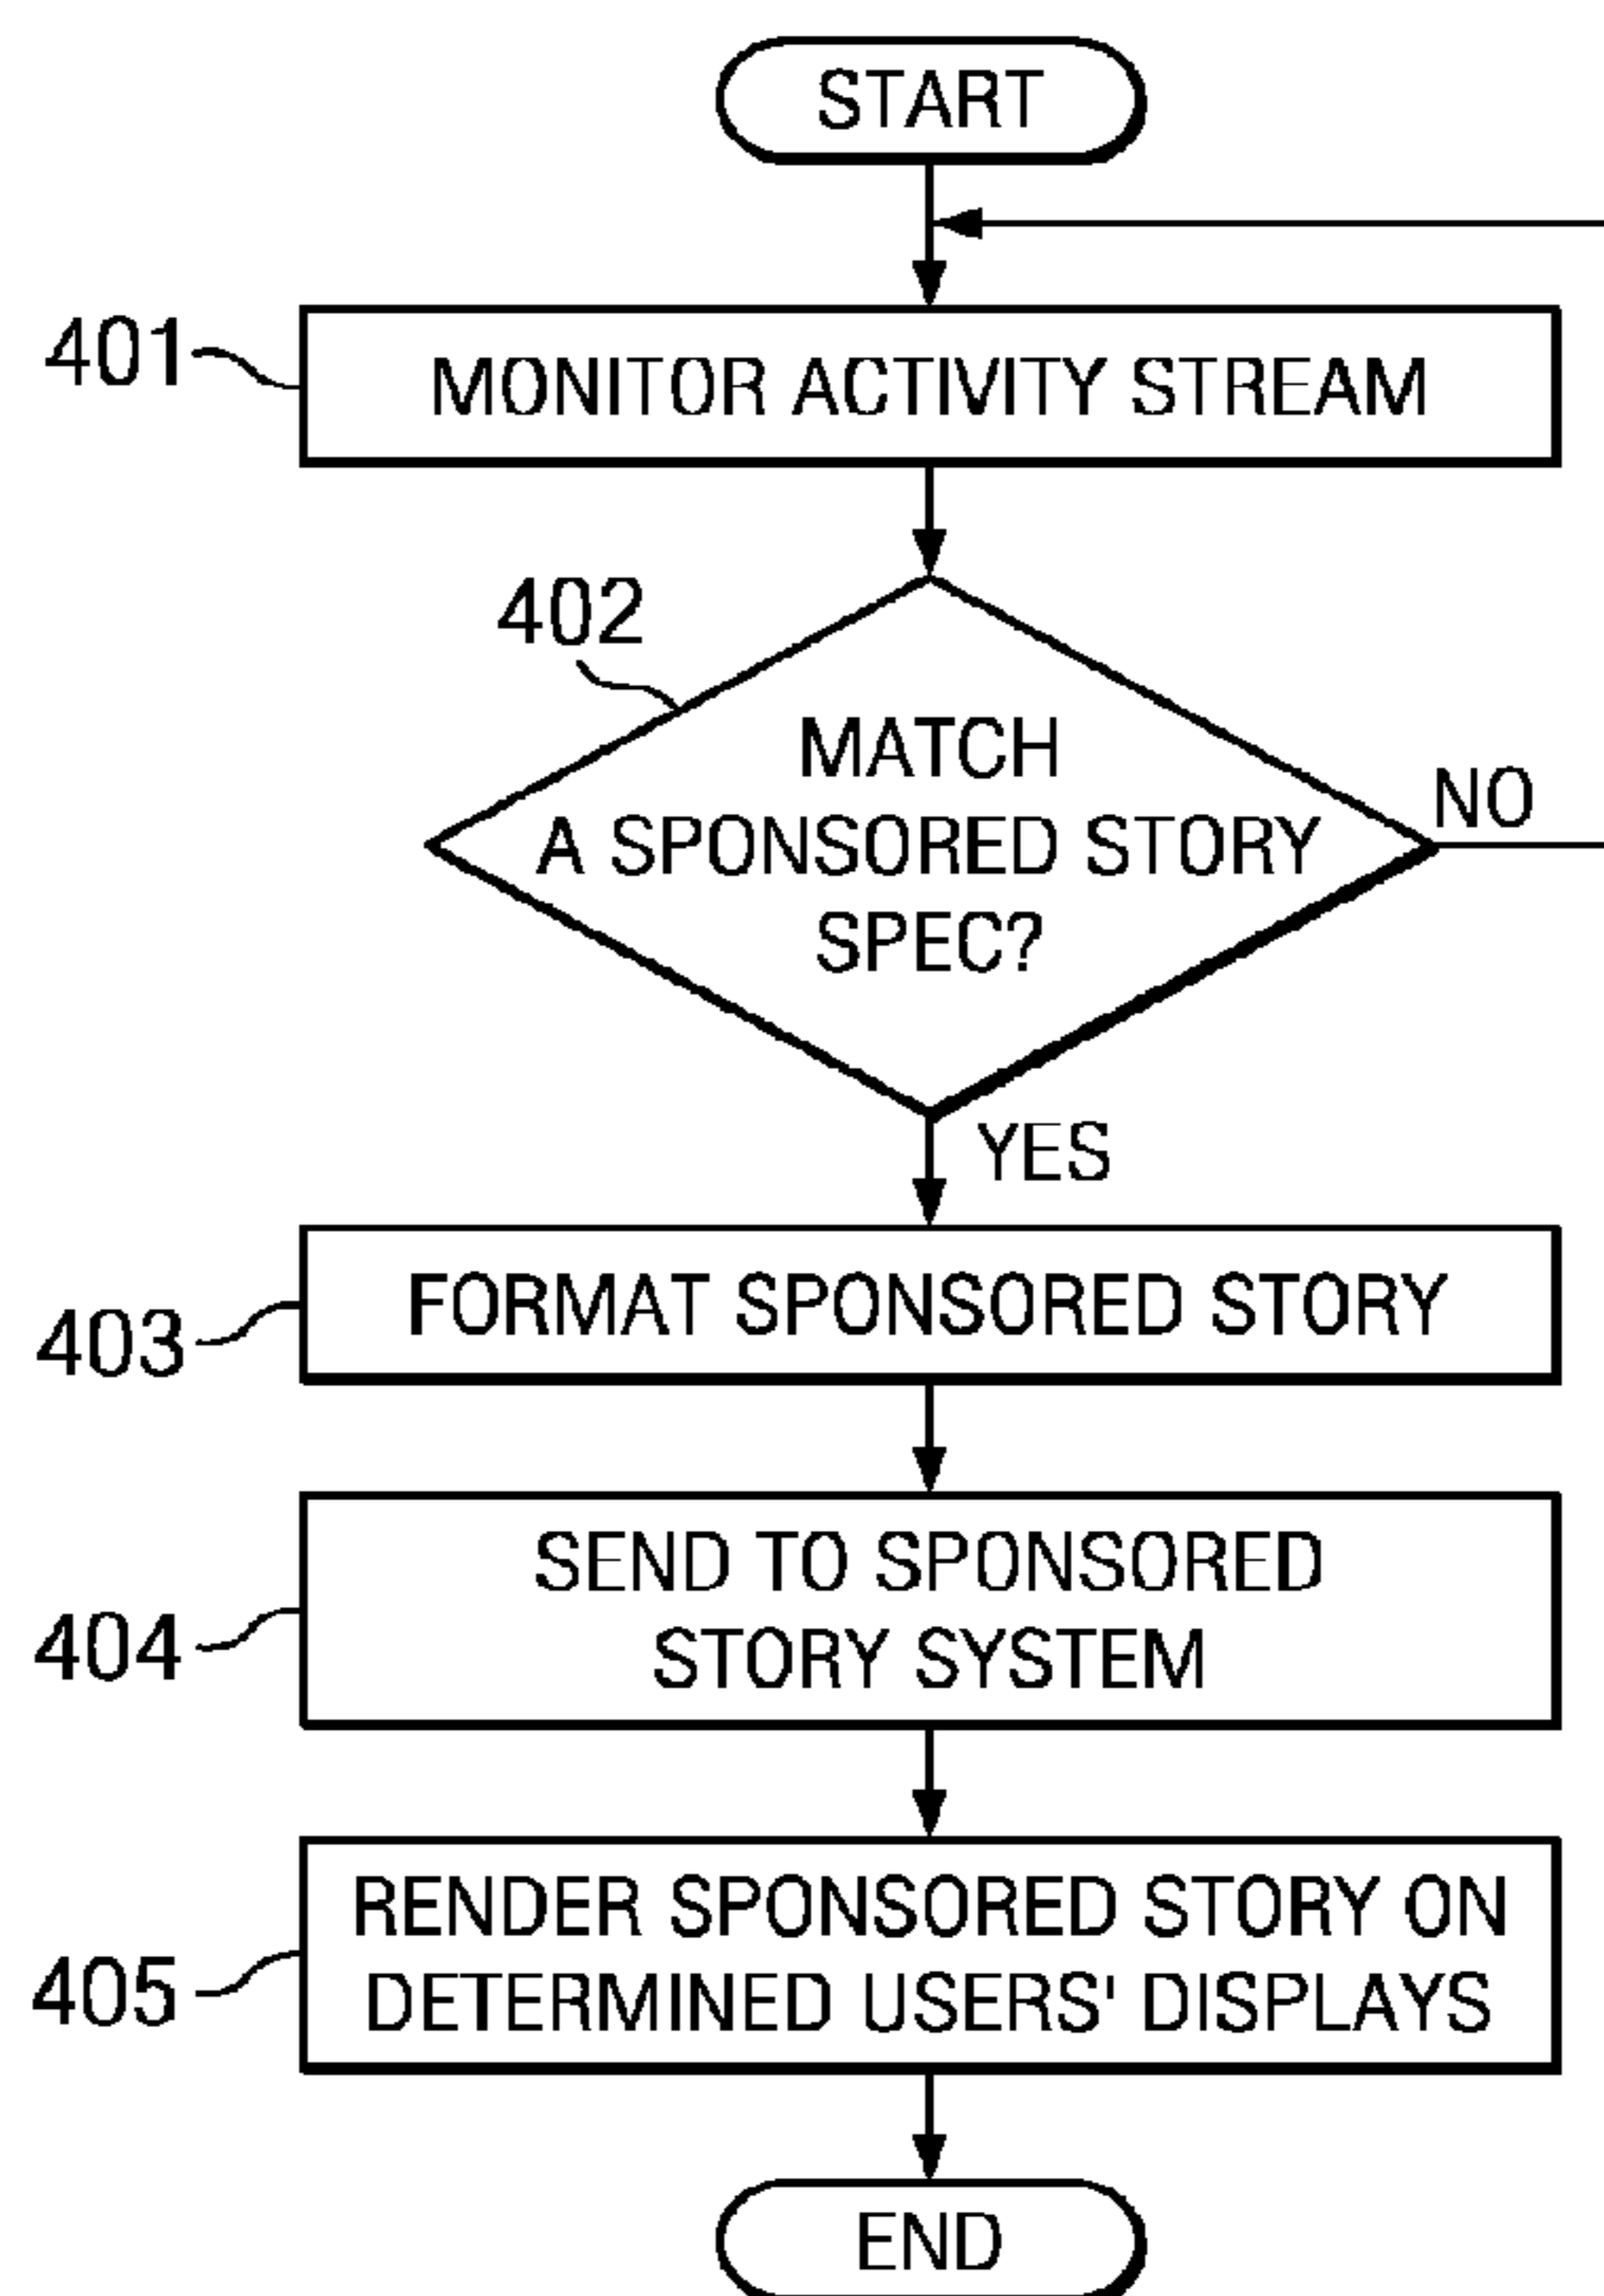 START
401
MONITOR ACTIVITY STREAM
402
MATCH
A SPONSORED STORY
SPEC?
NO
YES
403
FORMAT SPONSORED STORY
404
SEND TO SPONSORED
STORY SYSTEM
405
RENDER SPONSORED STORY ON
DETERMINED USERS' DISPLAYS
END